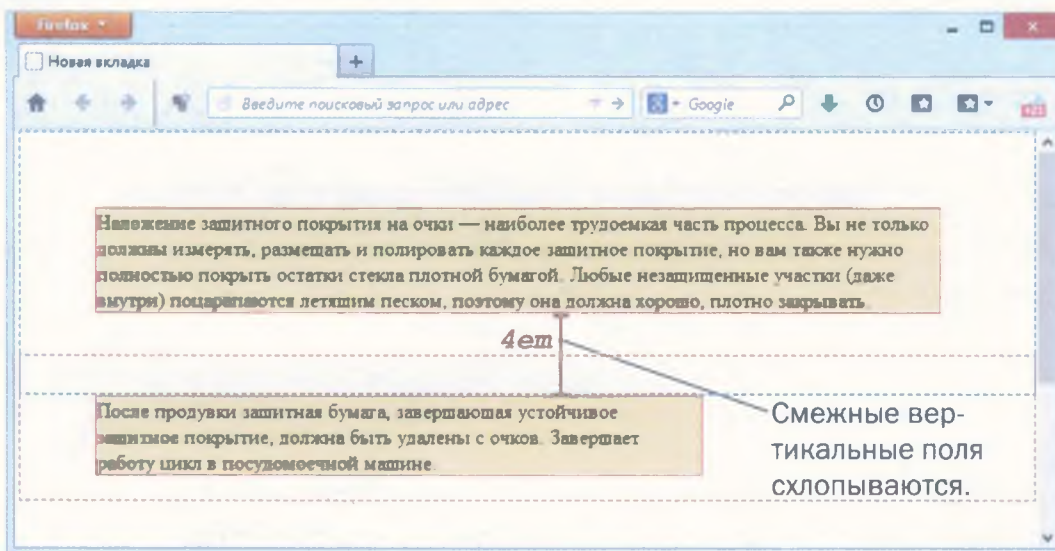 Firefox
Новая вкладка
+
Введите поисковый запрос или адрес
Google
Наложение защитного покрытия на очки — наиболее трудоемкая часть процесса. Вы не только
должны измерять, размещать и полировать каждое защитное покрытие, но вам также нужно
полностью покрыть остатки стекла плотной бумагой. Любые незащищенные участки (даже
внутри) поцарапаются летящим песком, поэтому она должна хорошо, плотно закрывать.
4em
После продувки защитная бумага, завершающая устойчивое
защитное покрытие, должна быть удалены с очков. Завершает
работу цикл в посудомоечной машине.
Смежные вер-
тикальные поля
схлопываются.